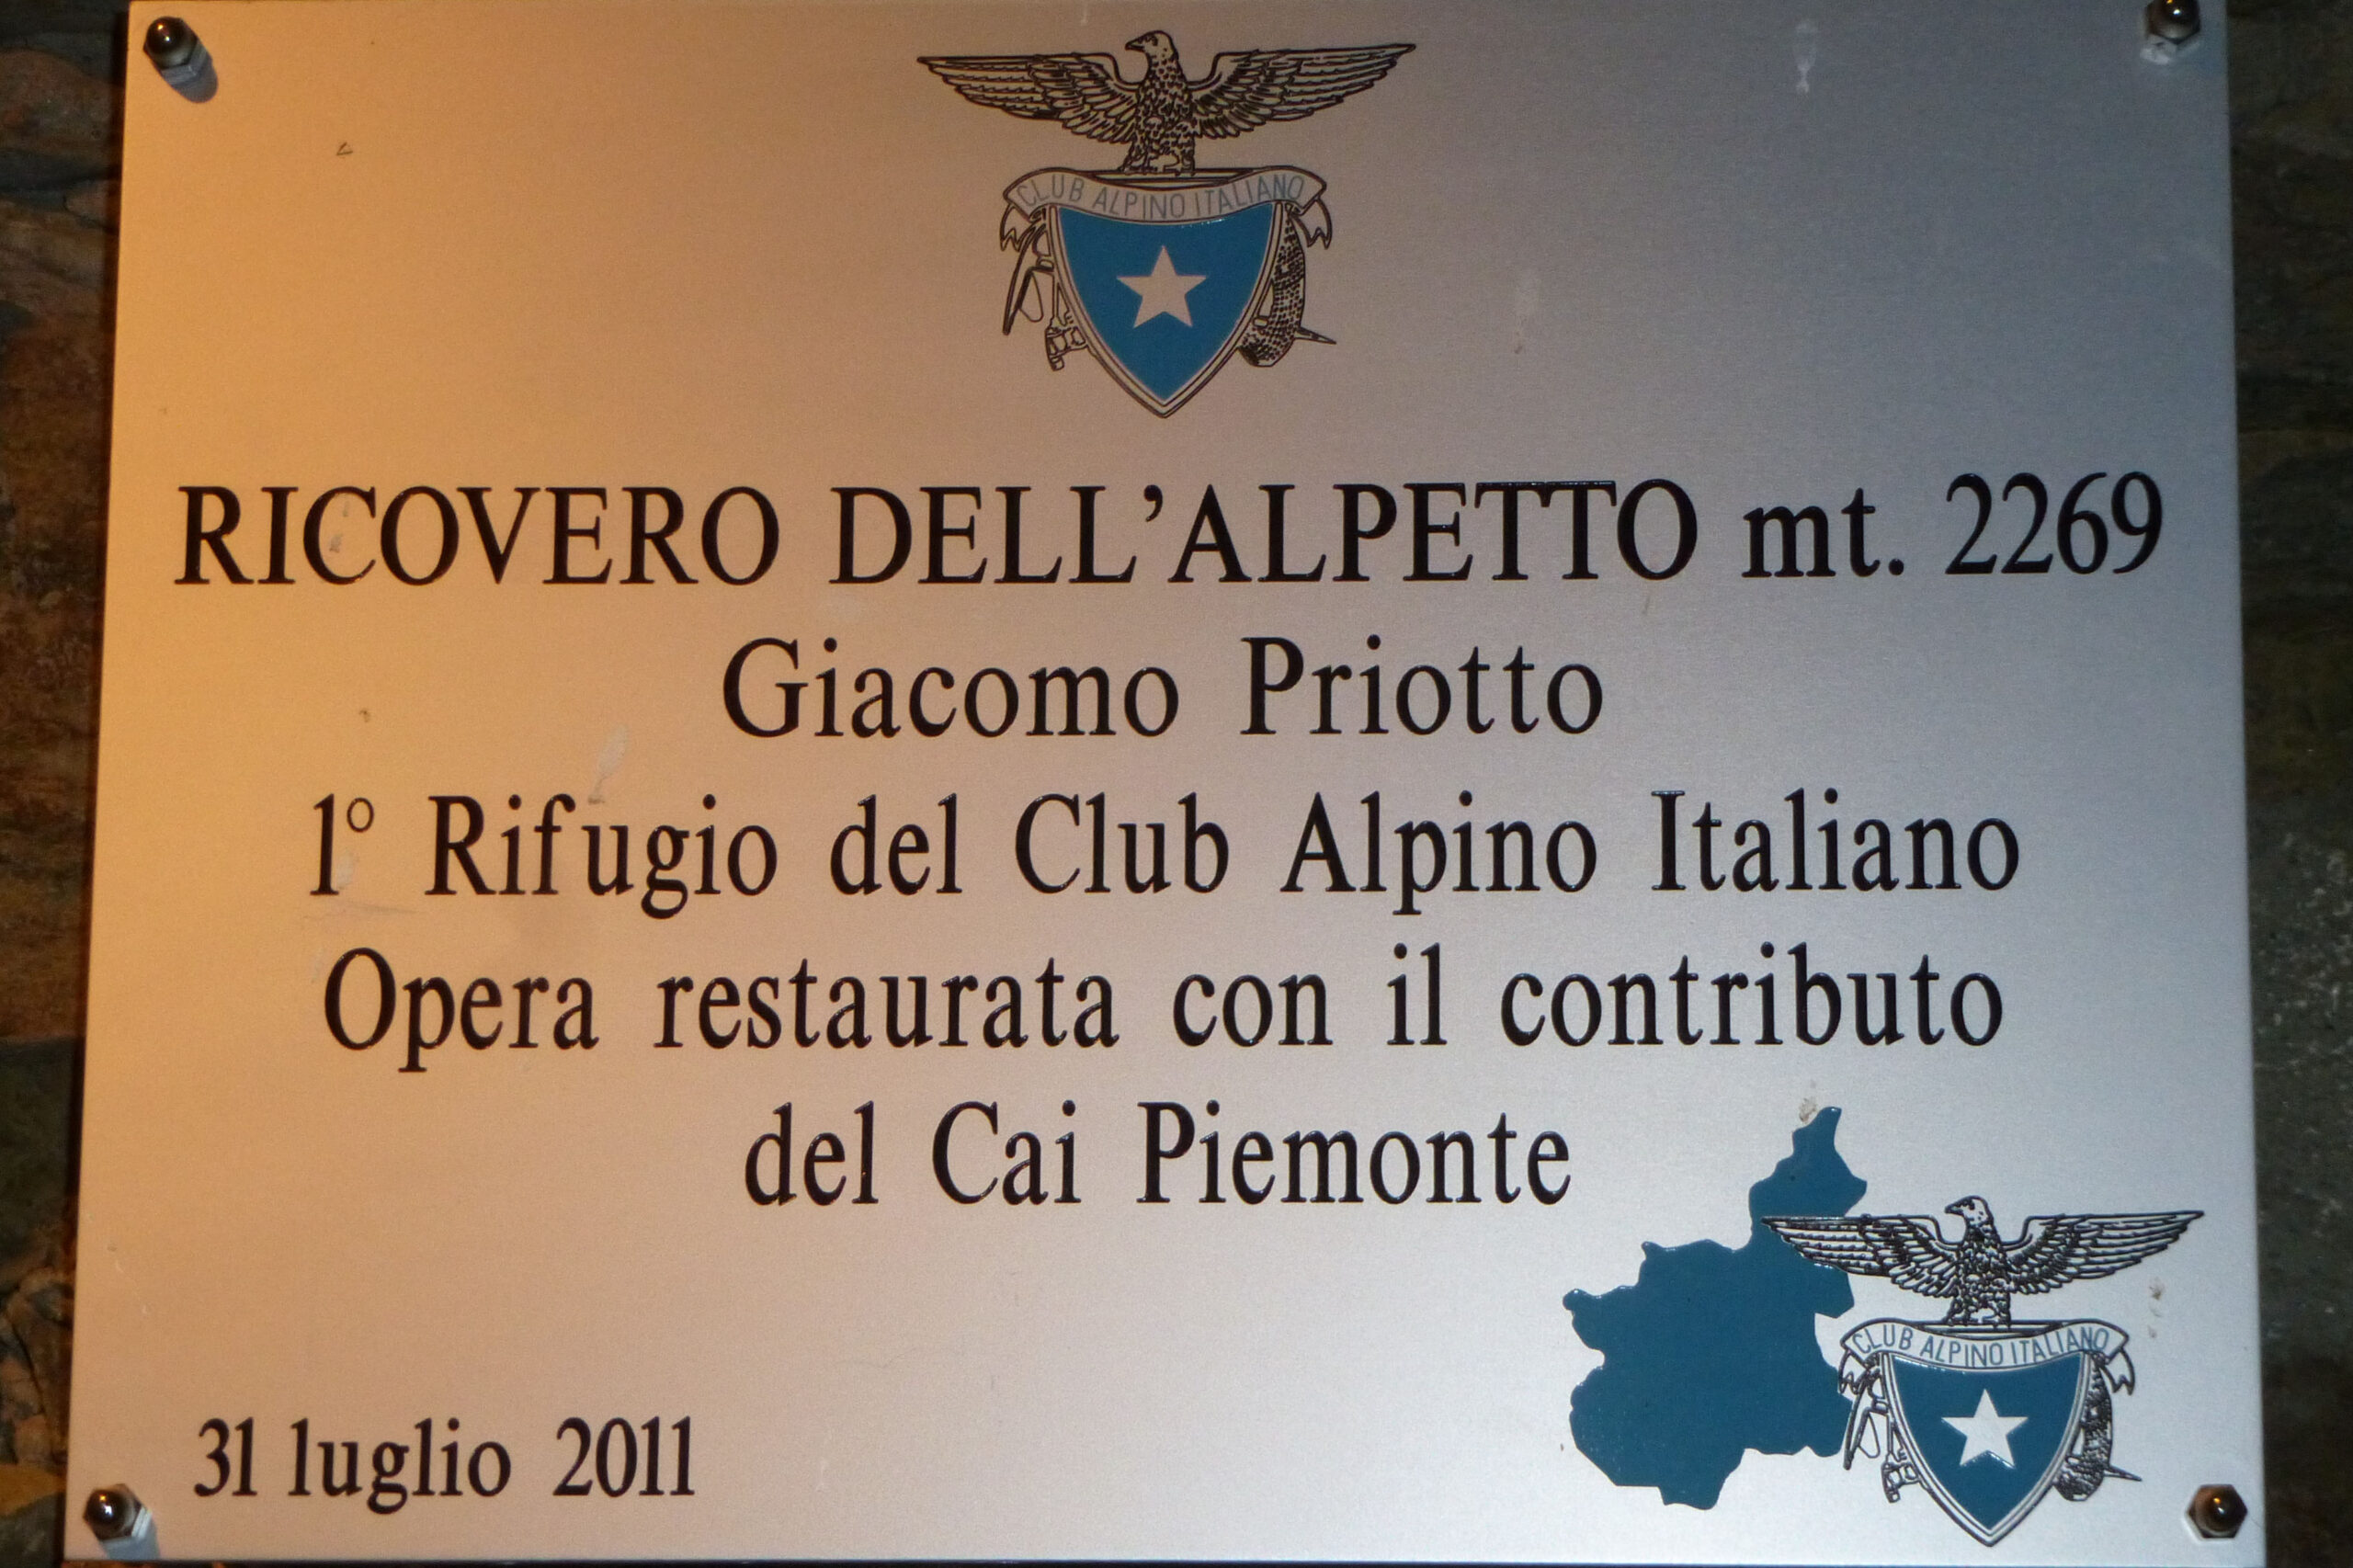 CLUB ALPINO ITALIANO
RICOVERO DELL'ALPETTO mt. 2269
Giacomo Priotto
1° Rifugio del Club Alpino Italiano
Opera restaurata con il contributo
del Cai Piemonte
CLUB ALPINO ITALIANO
31 luglio 2011